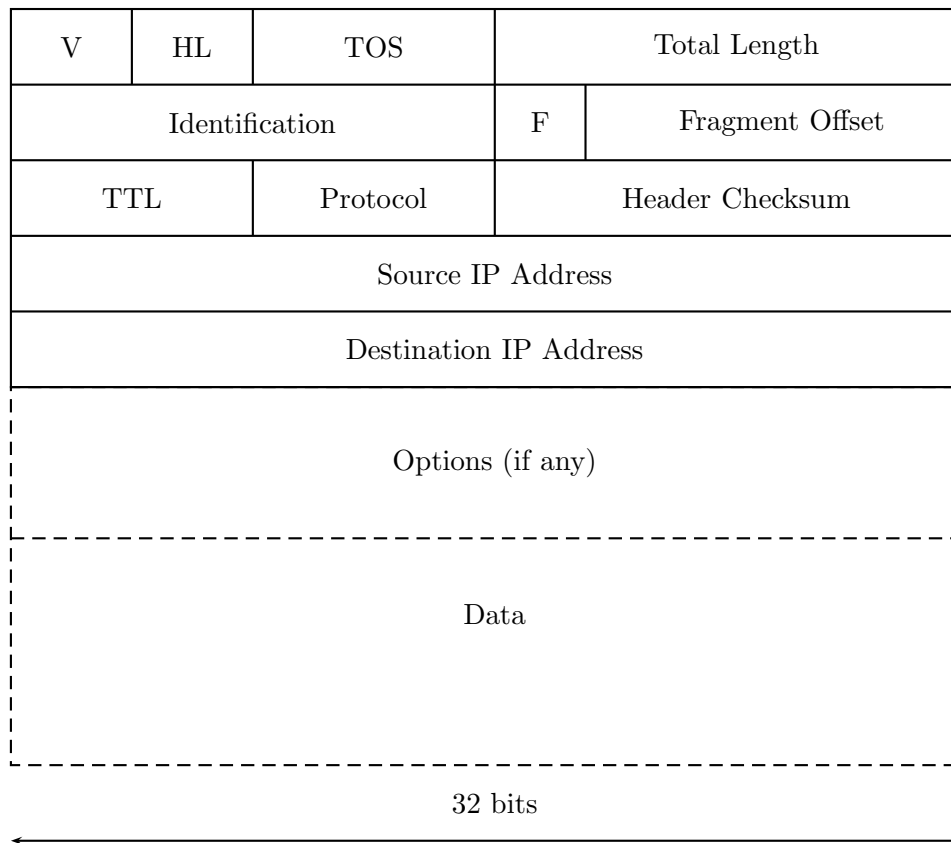 V HL TOS Total Length
Identification F Fragment Offset
TTL Protocol Header Checksum
Source IP Address
Destination IP Address
Options (if any)
Data
32 bits